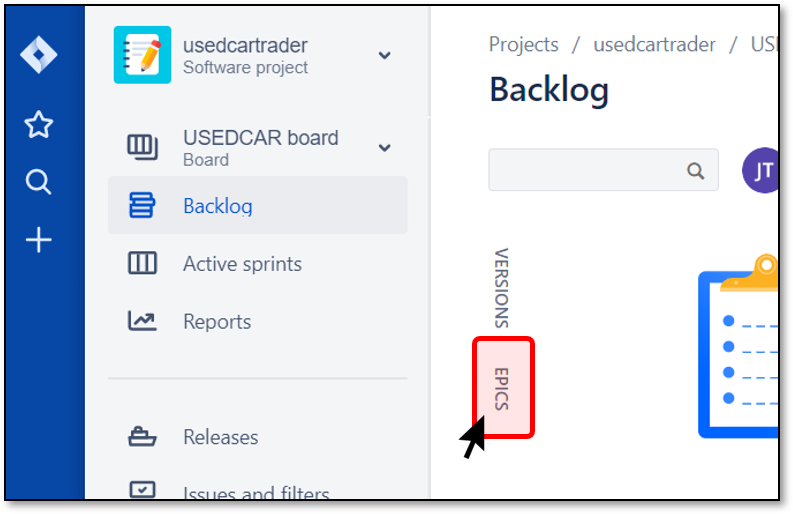 usedcartrader
Software project
USEDCAR board
Board
Backlog
Active sprints
Reports
Releases
Issues and filters
Projects / usedcartrader / USE
Backlog
JT
VERSIONS
EPICS